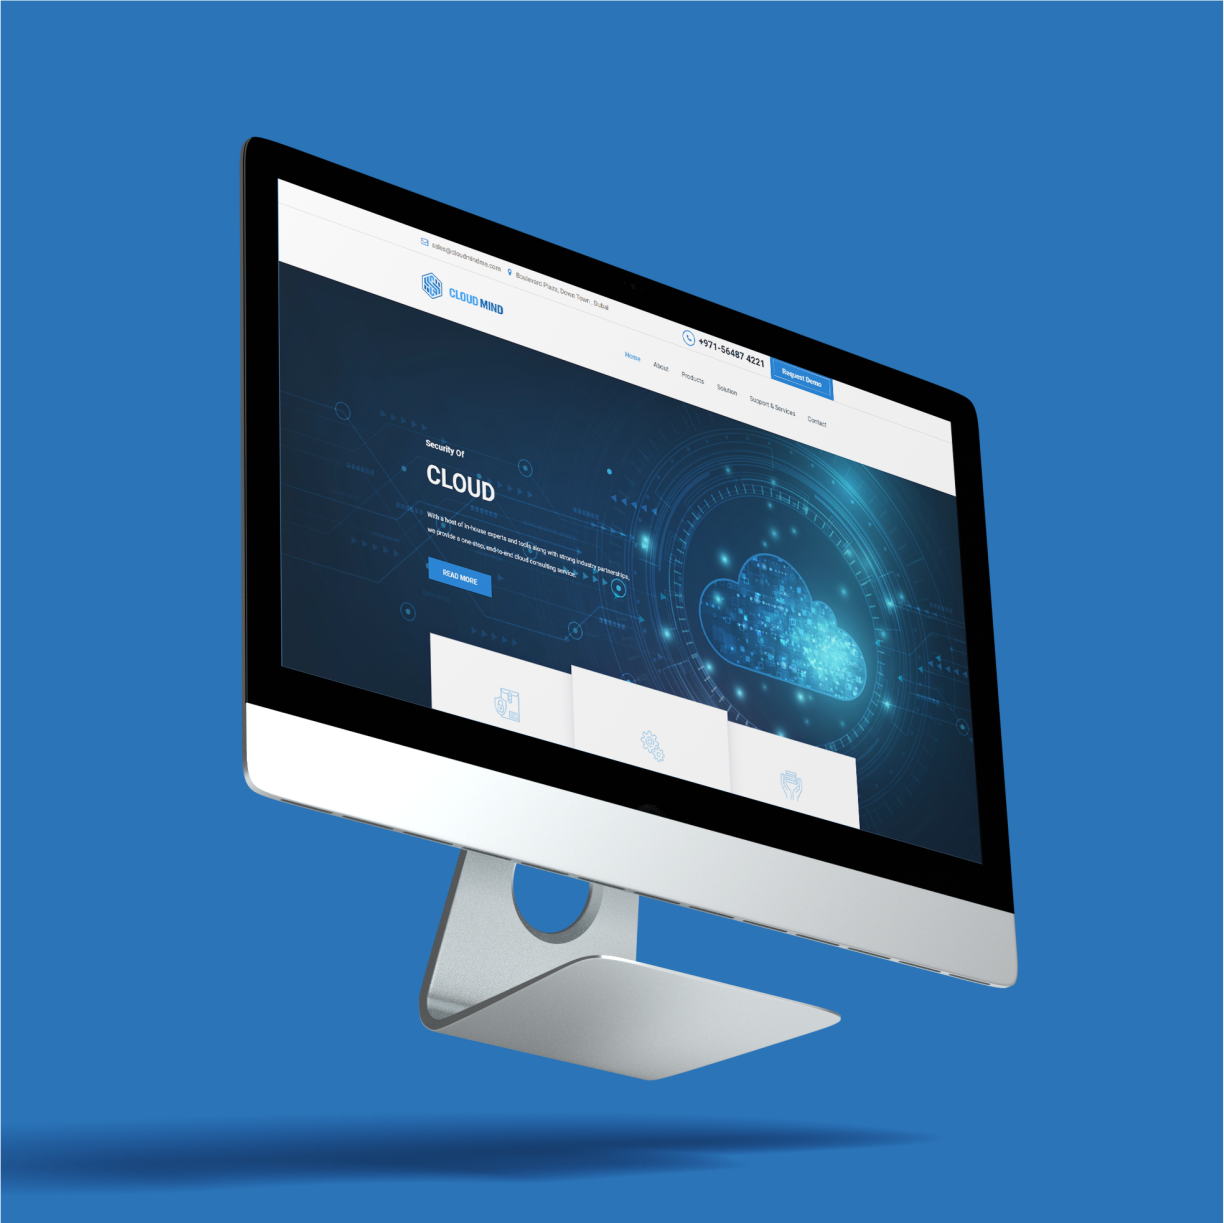 sales@cloudmindme.com Boulevard Plaza, Down Town , Dubai
CLOUD MIND
+971-56487 4221 Request Demo
Home About Products Solution Support & Services Contact
Security Of
CLOUD
With a host of in-house experts and tools along with strong industry partnerships,
we provide a one-stop, end-to-end cloud consulting service.
READ MORE